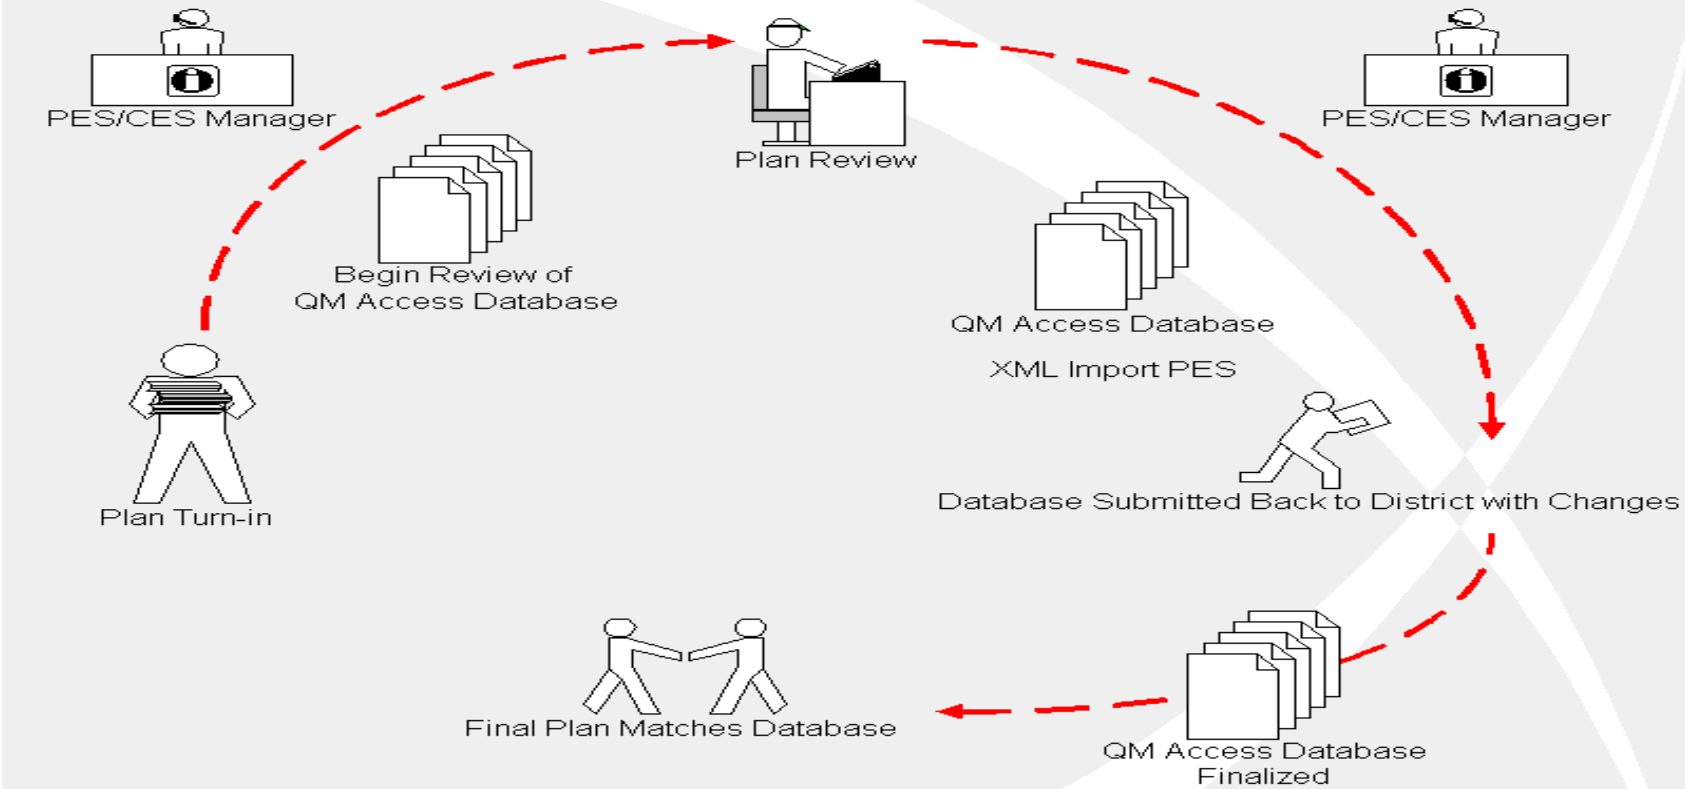 PES/CES Manager
PES/CES Manager
Plan Review
Begin Review of
QM Access Database
QM Access Database
XML Import PES
Database Submitted Back to District with Changes
Plan Turn-in
Final Plan Matches Database
QM Access Database
Finalized